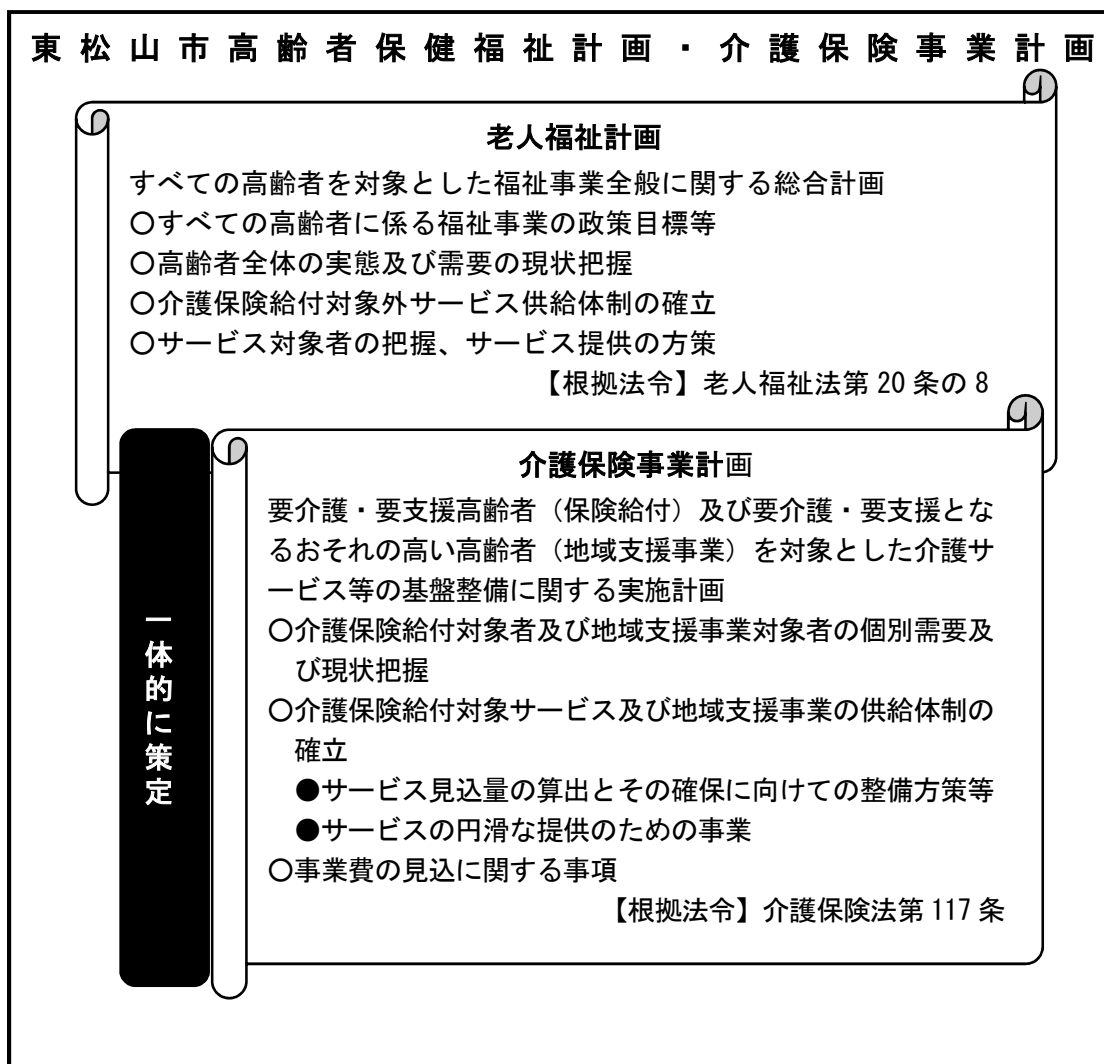 東松山市高齢者保健福祉計画・介護保険事業計画
老人福祉計画
すべての高齢者を対象とした福祉事業全般に関する総合計画
〇すべての高齢者に係る福祉事業の政策目標等
〇高齢者全体の実態及び需要の現状把握
〇介護保険給付対象外サービス供給体制の確立
〇サービス対象者の把握、サービス提供の方策
【根拠法令】老人福祉法第 20 条の 8
一体的に策定
介護保険事業計画
要介護・要支援高齢者（保険給付）及び要介護・要支援とな
るおそれの高い高齢者（地域支援事業）を対象とした介護サ
ービス等の基盤整備に関する実施計画
〇介護保険給付対象者及び地域支援事業対象者の個別需要及
び現状把握
〇介護保険給付対象サービス及び地域支援事業の供給体制の
確立
●サービス見込量の算出とその確保に向けての整備方策等
●サービスの円滑な提供のための事業
〇事業費の見込に関する事項
【根拠法令】介護保険法第 117 条